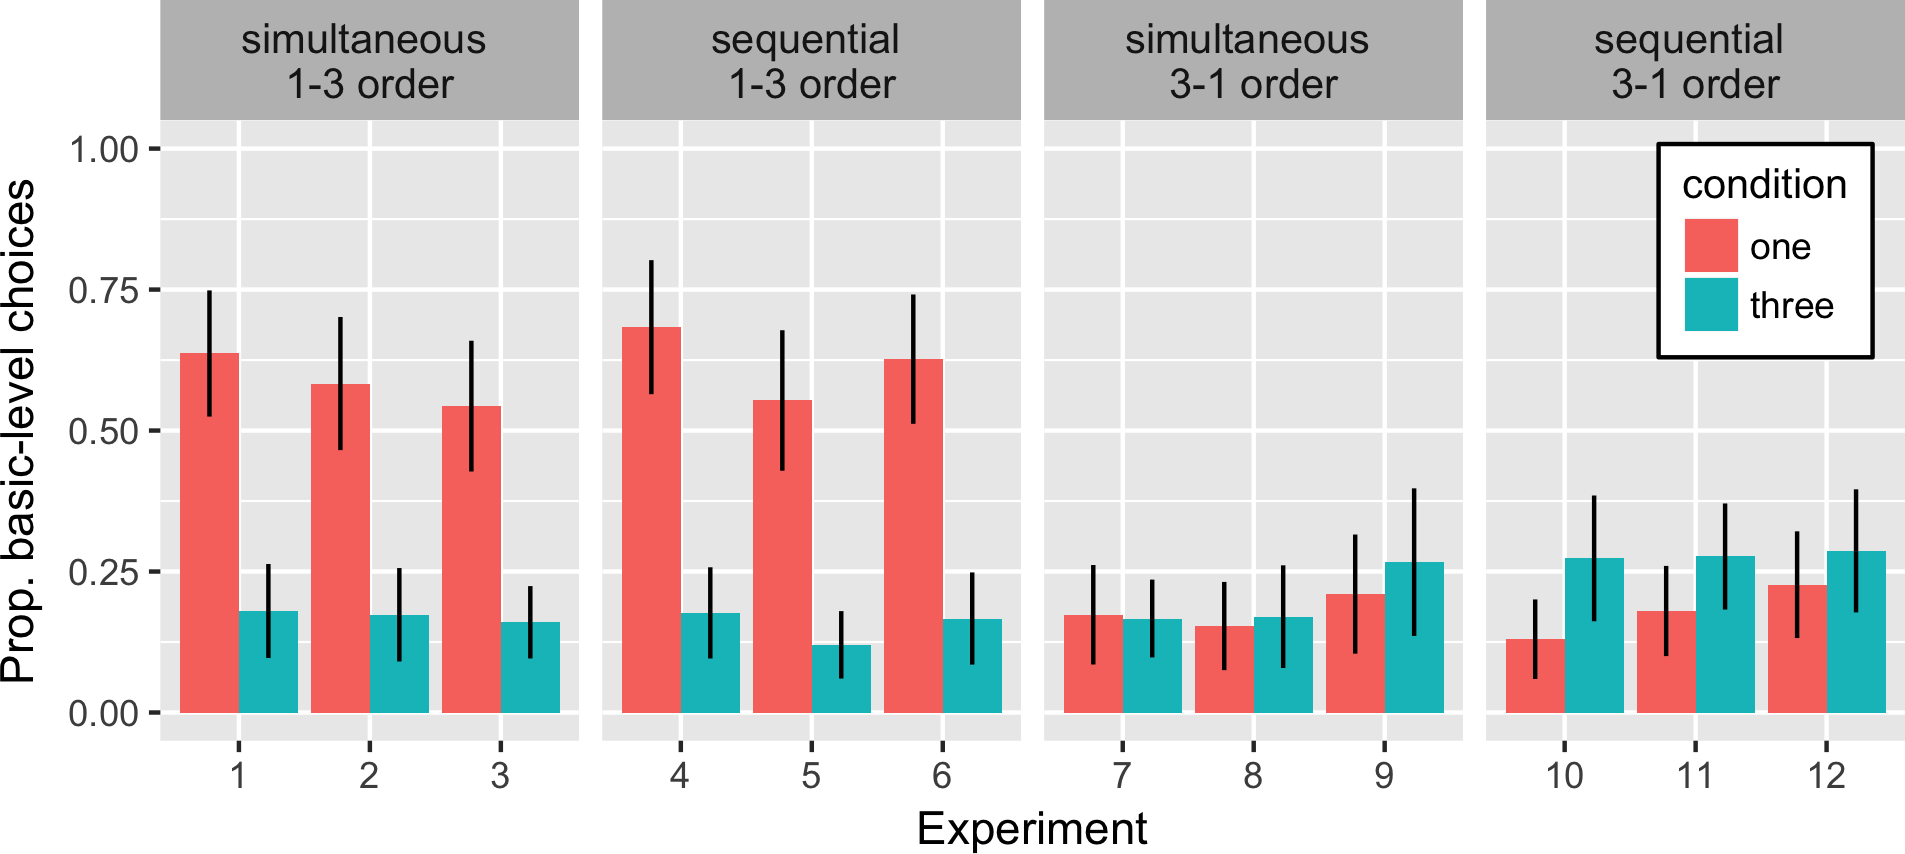 simultaneous
1-3 order
sequential
1-3 order
simultaneous
3-1 order
sequential
3-1 order
Prop. basic-level choices
1.00
0.75
0.50
0.25
0.00
condition
one
three
1 2 3 4 5 6 7 8 9 10 11 12
Experiment